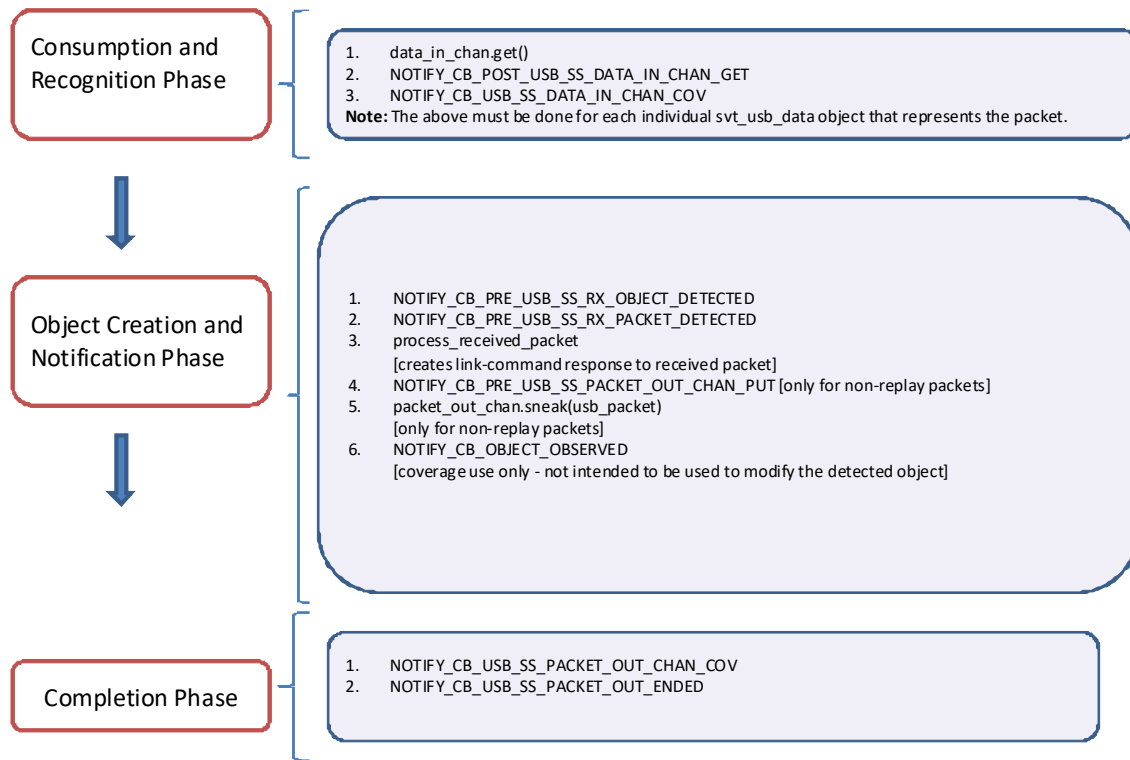 Consumption and
Recognition Phase
1. data_in_chan.get()
2. NOTIFY_CB_POST_USB_SS_DATA_IN_CHAN_GET
3. NOTIFY_CB_USB_SS_DATA_IN_CHAN_COV
Note: The above must be done for each individual svt_usb_data object that represents the packet.
Object Creation and
Notification Phase
1. NOTIFY_CB_PRE_USB_SS_RX_OBJECT_DETECTED
2. NOTIFY_CB_PRE_USB_SS_RX_PACKET_DETECTED
3. process_received_packet
[creates link-command response to received packet]
4. NOTIFY_CB_PRE_USB_SS_PACKET_OUT_CHAN_PUT [only for non-replay packets]
5. packet_out_chan.sneak(usb_packet)
[only for non-replay packets]
6. NOTIFY_CB_OBJECT_OBSERVED
[coverage use only - not intended to be used to modify the detected object]
Completion Phase
1. NOTIFY_CB_USB_SS_PACKET_OUT_CHAN_COV
2. NOTIFY_CB_USB_SS_PACKET_OUT_ENDED